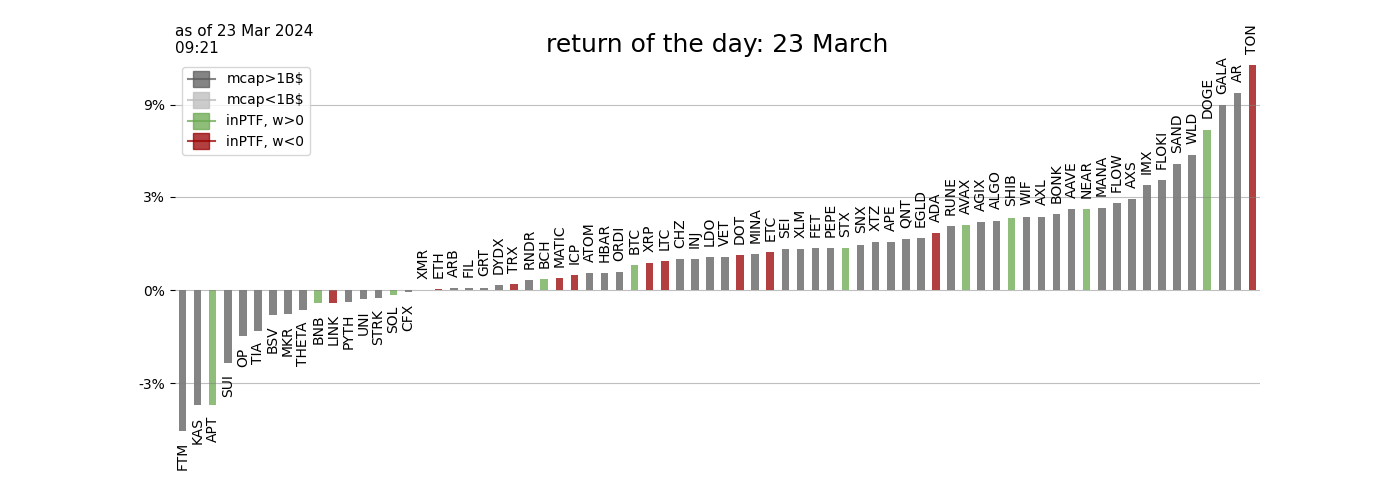 as of 23 Mar 2024
09:21
return of the day: 23 March
mcap>1B$
mcap<1B$
inPTF, w>0
inPTF, w<0
9%
3%
0%
-3%
FTM
KAS
APT
SUI
OP
TIA
BSV
MKR
THETA
BNB
LINK
PYTH
UNI
STRK
SOL
CFX
XMR
ETH
ARB
FIL
GRT
DYDX
TRX
RNDR
BCH
MATIC
ICP
ATOM
HBAR
ORDI
BTC
XRP
LTC
CHZ
INJ
LDO
VET
DOT
MINA
ETC
SEI
XLM
FET
PEPE
STX
SNX
XTZ
APE
QNT
EGLD
ADA
RUNE
AVAX
AGIX
ALGO
SHIB
WIF
AXL
BONK
AAVE
NEAR
MANA
FLOW
AXS
IMX
FLOKI
SAND
WLD
DOGE
GALA
AR
TON